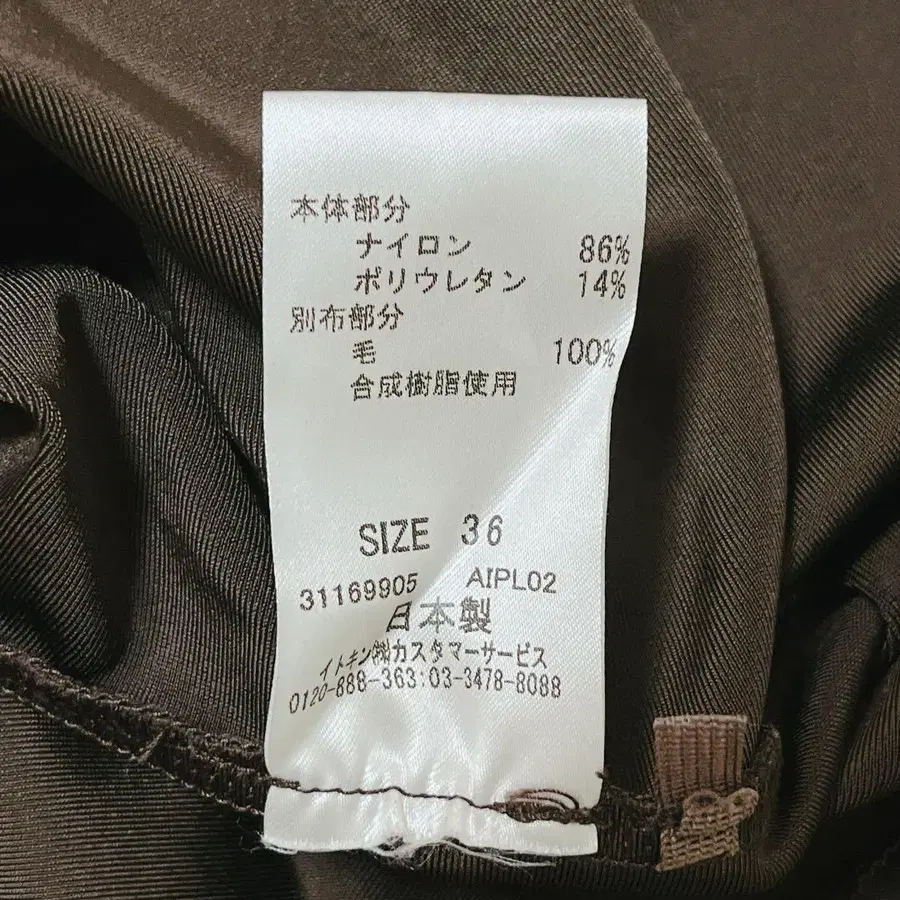 本体部分
ナイロン 86%
ポリウレタン 14%
別布部分
毛 100%
合成樹脂使用
SIZE 36
31169905 AIPL02
日本製
イトキン㈱カスタマーサービス
0120-888-363:03-3478-8088